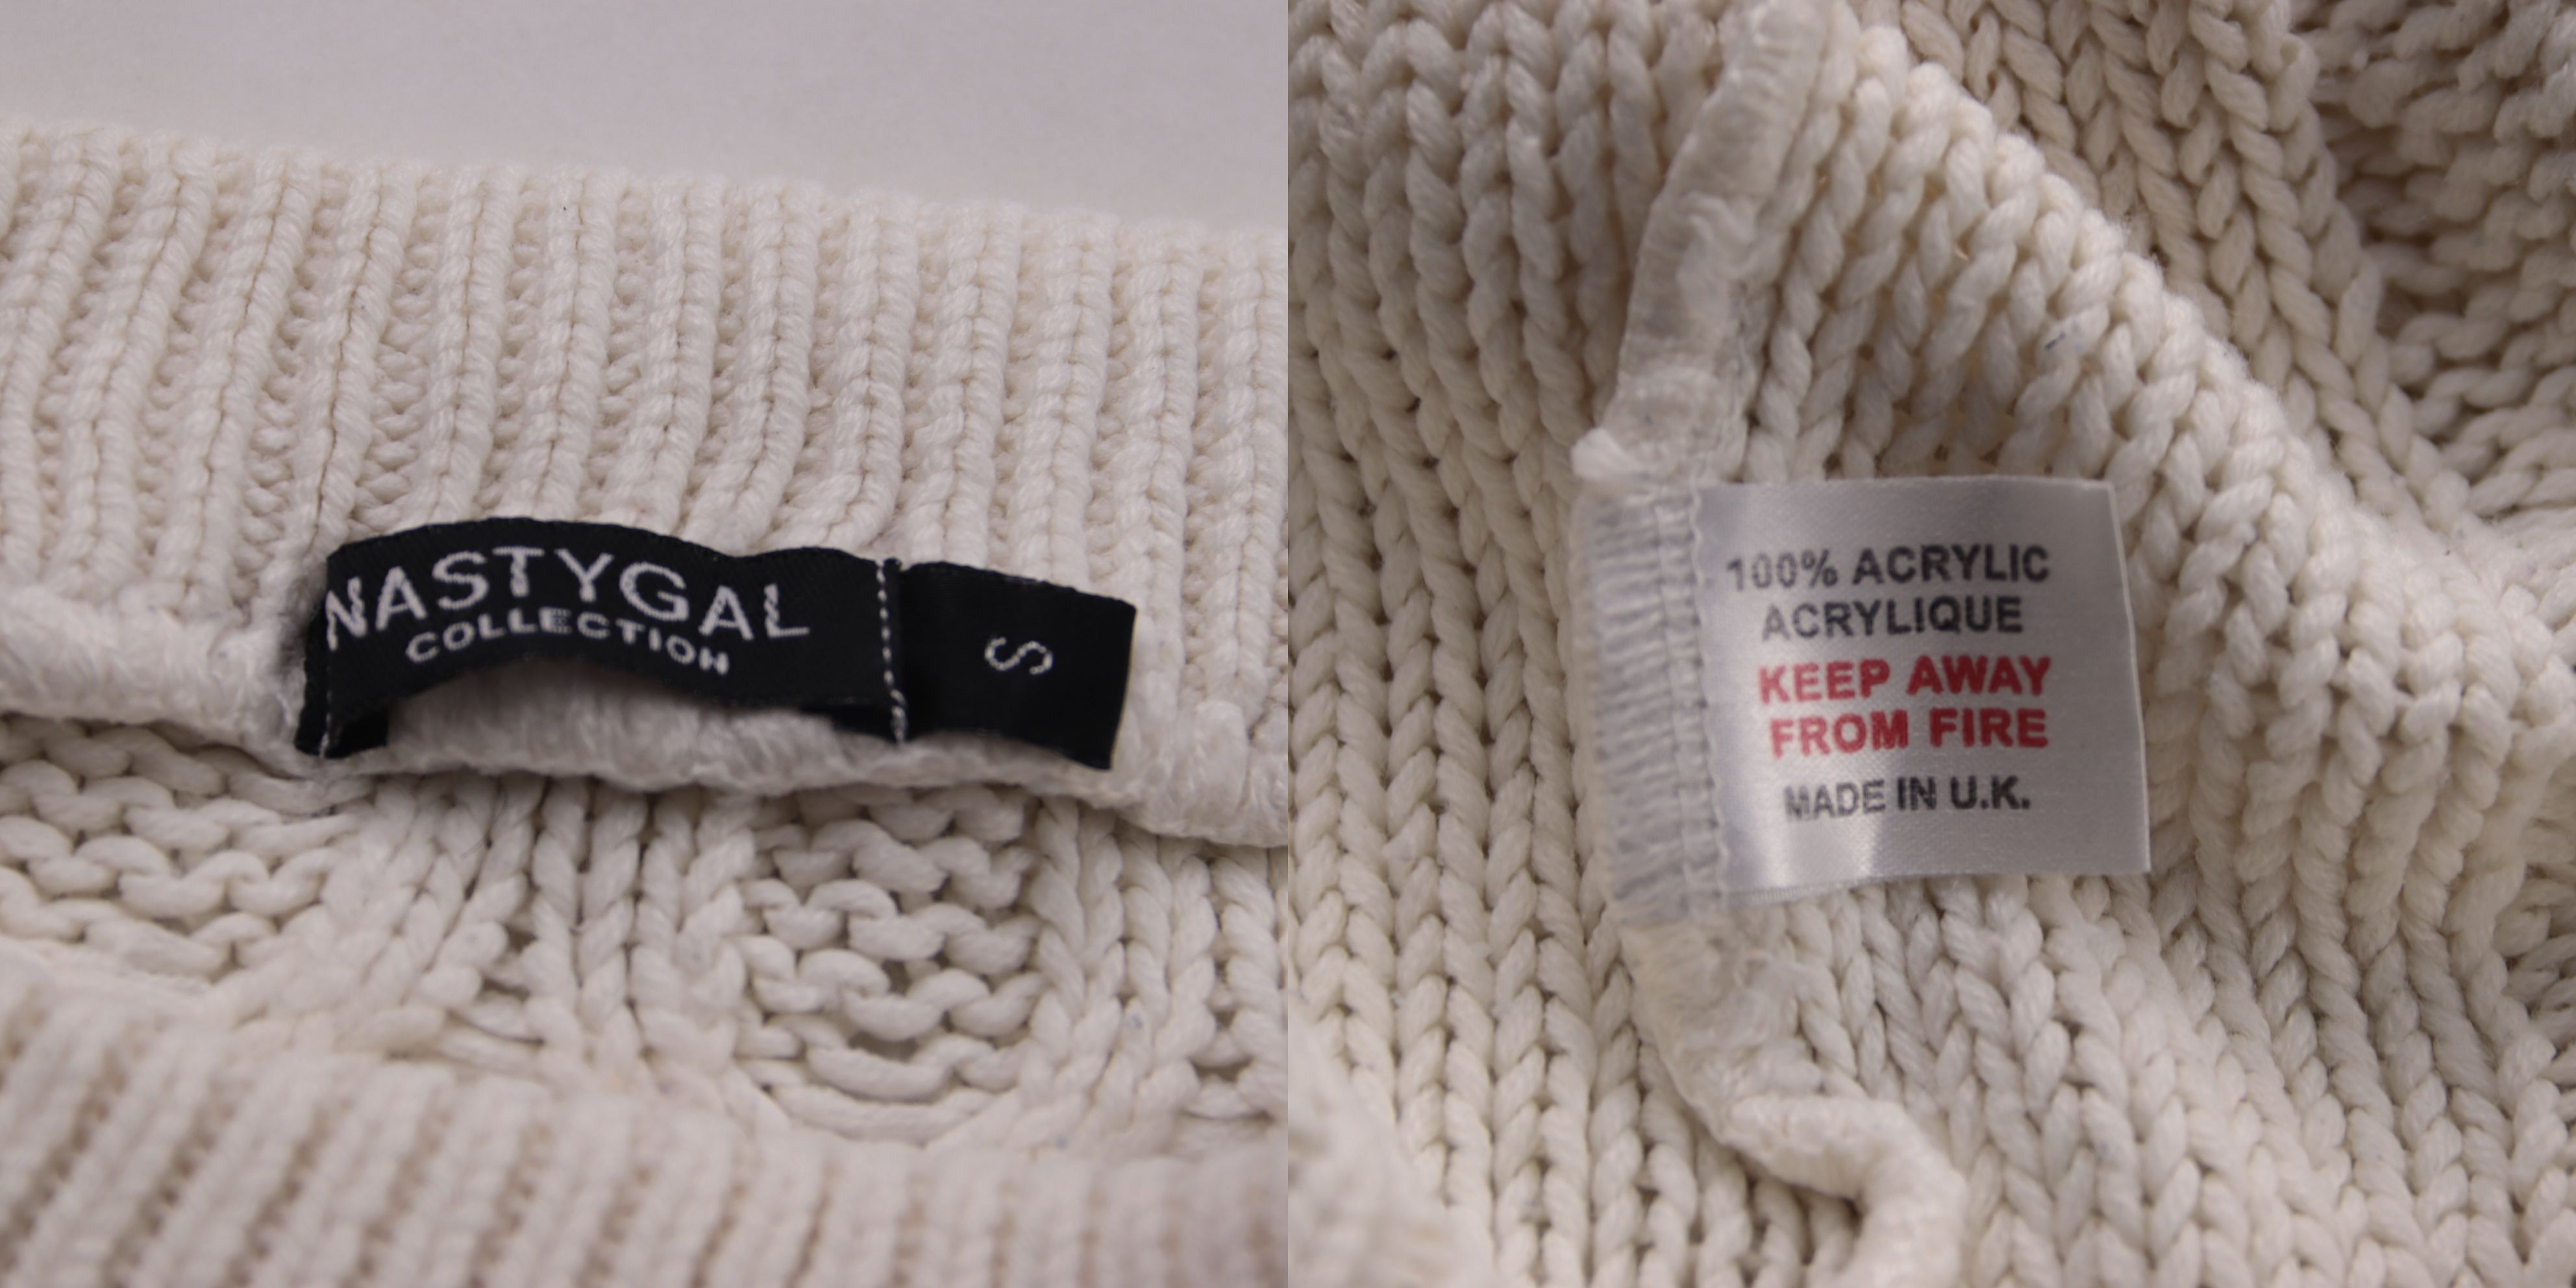 NASTYGAL
COLLECTION
S
100% ACRYLIC
ACRYLIQUE
KEEP AWAY
FROM FIRE
MADE IN U.K.